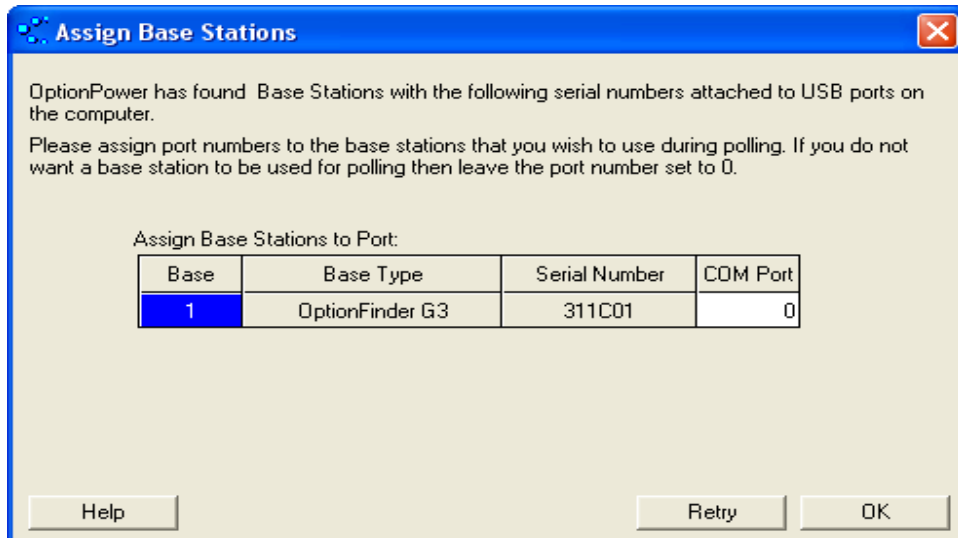 Assign Base Stations
OptionPower has found  Base Stations with the following serial numbers attached to USB ports on
the computer.
Please assign port numbers to the base stations that you wish to use during polling. If you do not
want a base station to be used for polling then leave the port number set to 0.
Assign Base Stations to Port:
Base Base Type Serial Number COM Port
1 OptionFinder G3 311C01 0
Help Retry OK